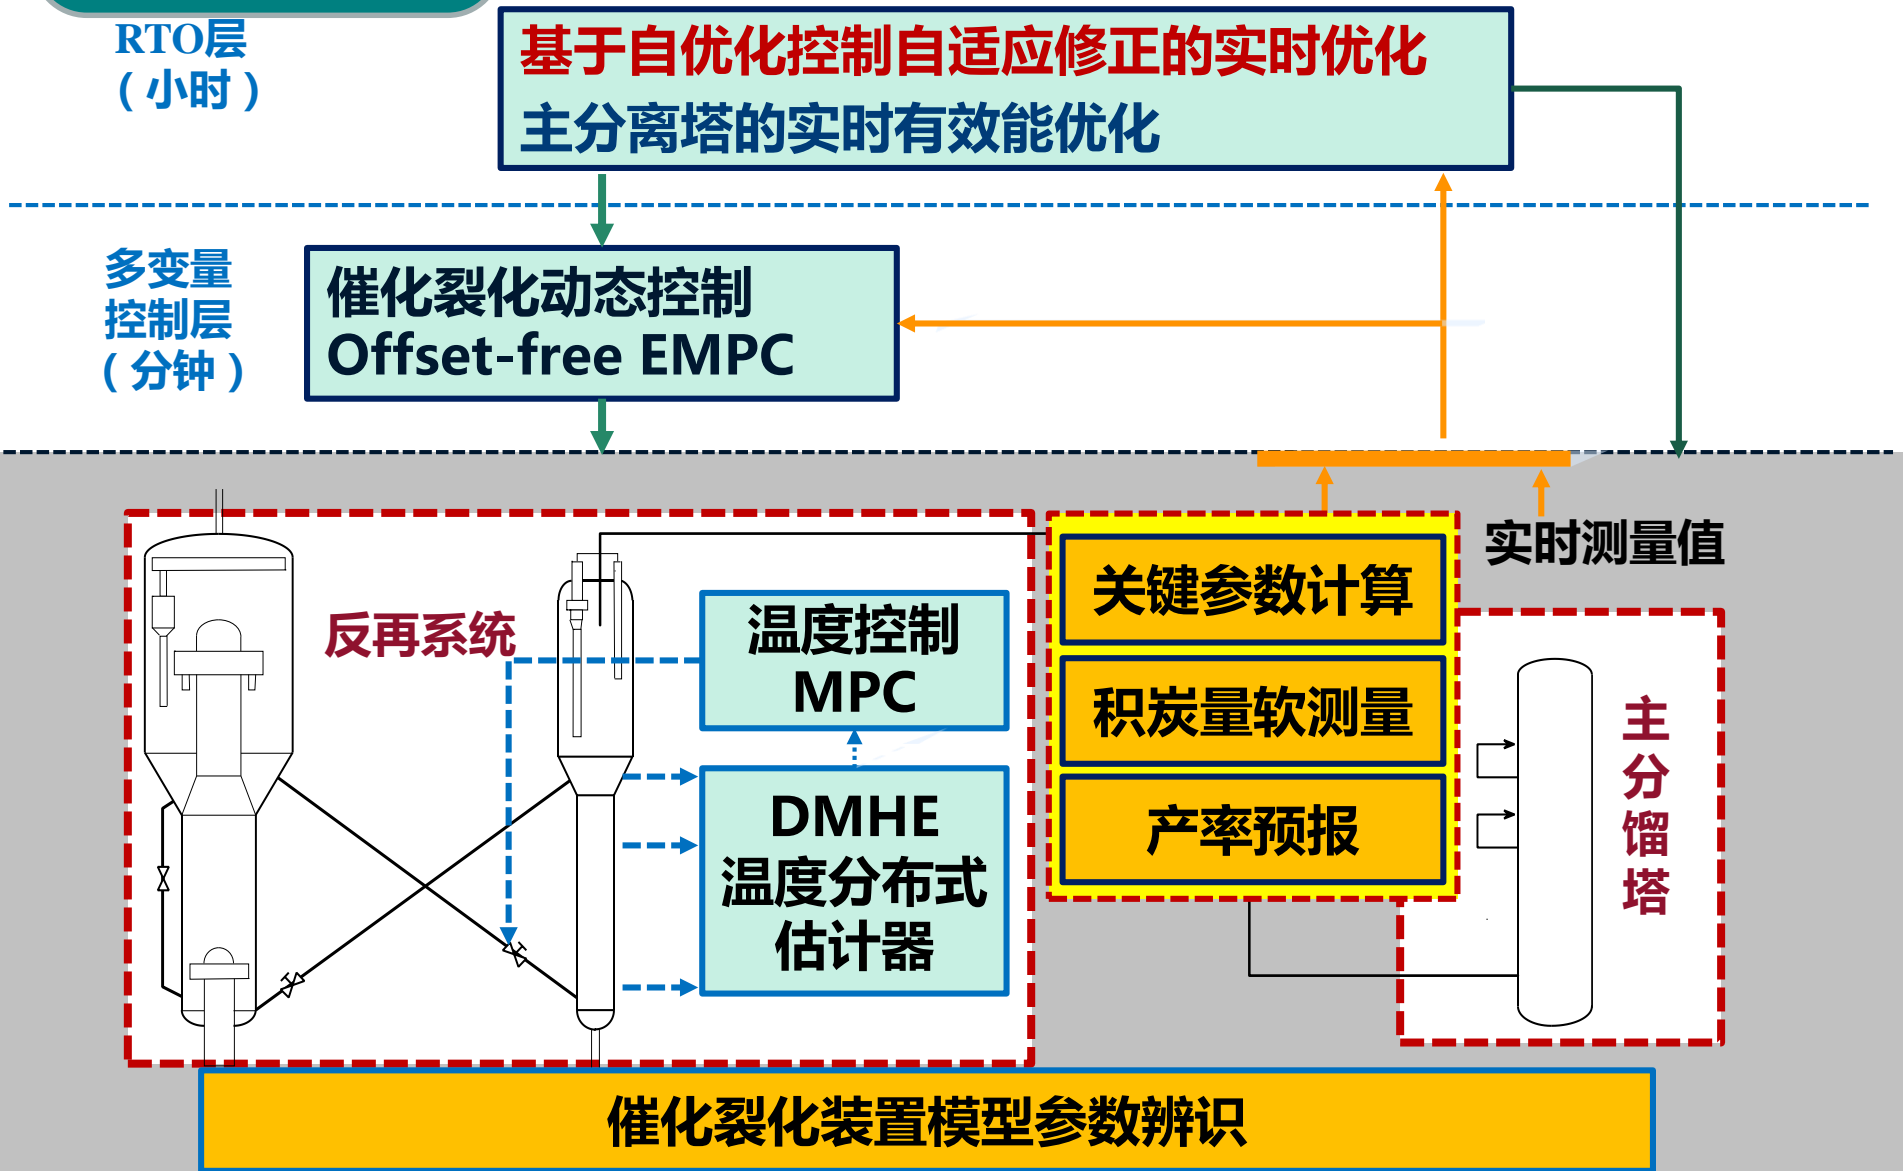 RTO层
（小时）
基于自优化控制自适应修正的实时优化
主分离塔的实时有效能优化
多变量
控制层
（分钟）
催化裂化动态控制
Offset-free EMPC
实时测量值
反再系统
温度控制
MPC
DMHE
温度分布式
估计器
关键参数计算
积炭量软测量
产率预报
主
分
馏
塔
催化裂化装置模型参数辨识